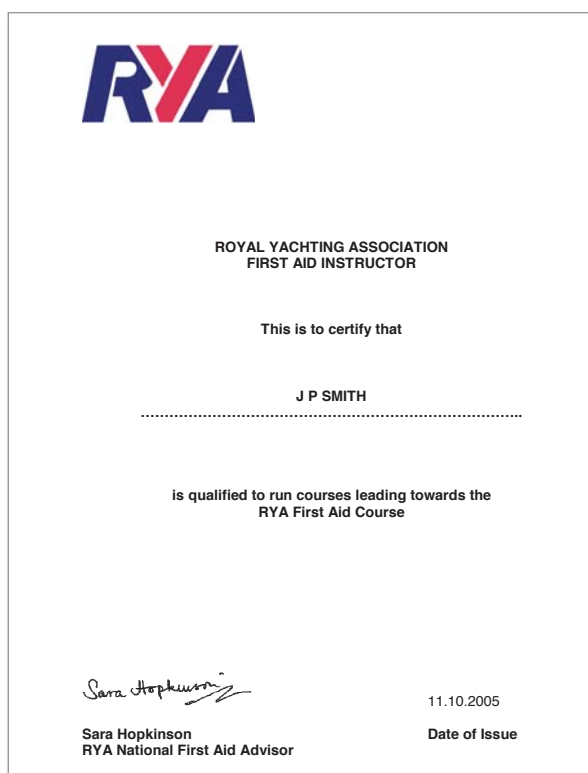 RYA
ROYAL YACHTING ASSOCIATION
FIRST AID INSTRUCTOR
This is to certify that
J P SMITH
…………………………………………………………………………..
is qualified to run courses leading towards the
RYA First Aid Course
Sara Hopkinson
11.10.2005
Sara Hopkinson
Date of Issue
RYA National First Aid Advisor